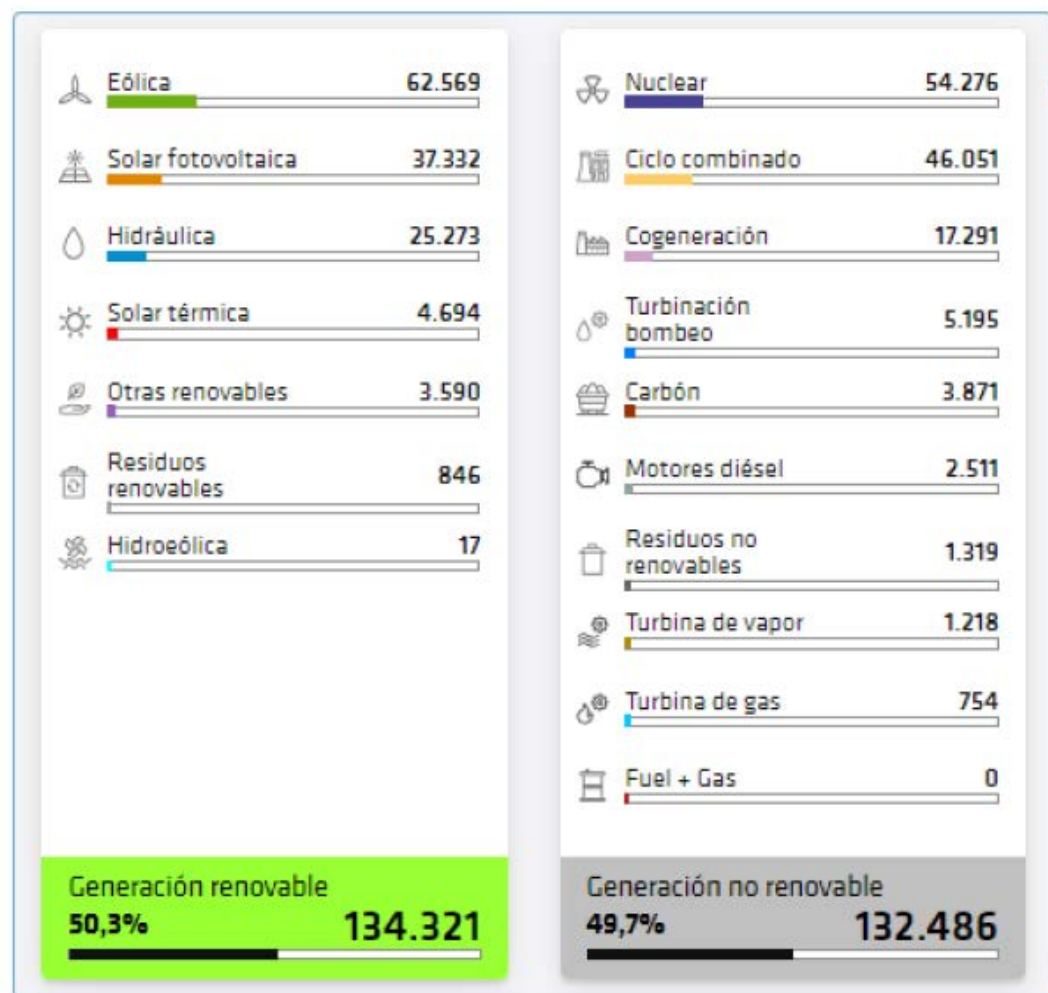 Eólica 62.569
Solar fotovoltaica 37.332
Hidráulica 25.273
Solar térmica 4.694
Otras renovables 3.590
Residuos
renovables 846
Hidroeólica 17
Generación renovable
50,3% 134.321
Nuclear 54.276
Ciclo combinado 46.051
Cogeneración 17.291
Turbinación
bombeo 5.195
Carbón 3.871
Motores diésel 2.511
Residuos no
renovables 1.319
Turbina de vapor 1.218
Turbina de gas 754
Fuel + Gas 0
Generación no renovable
49,7% 132.486